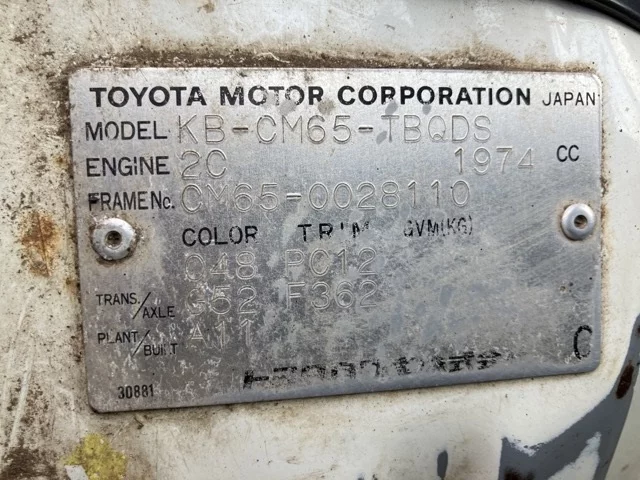 TOYOTA MOTOR CORPORATION JAPAN
MODEL KB-CM65-TBQDS
ENGINE 2C 1974 CC
FRAME No. CM65-0028110
COLOR TRIM GVM(KG)
048 PC12
TRANS./AXLE G52 F362
PLANT/BUILT A11
C
30881